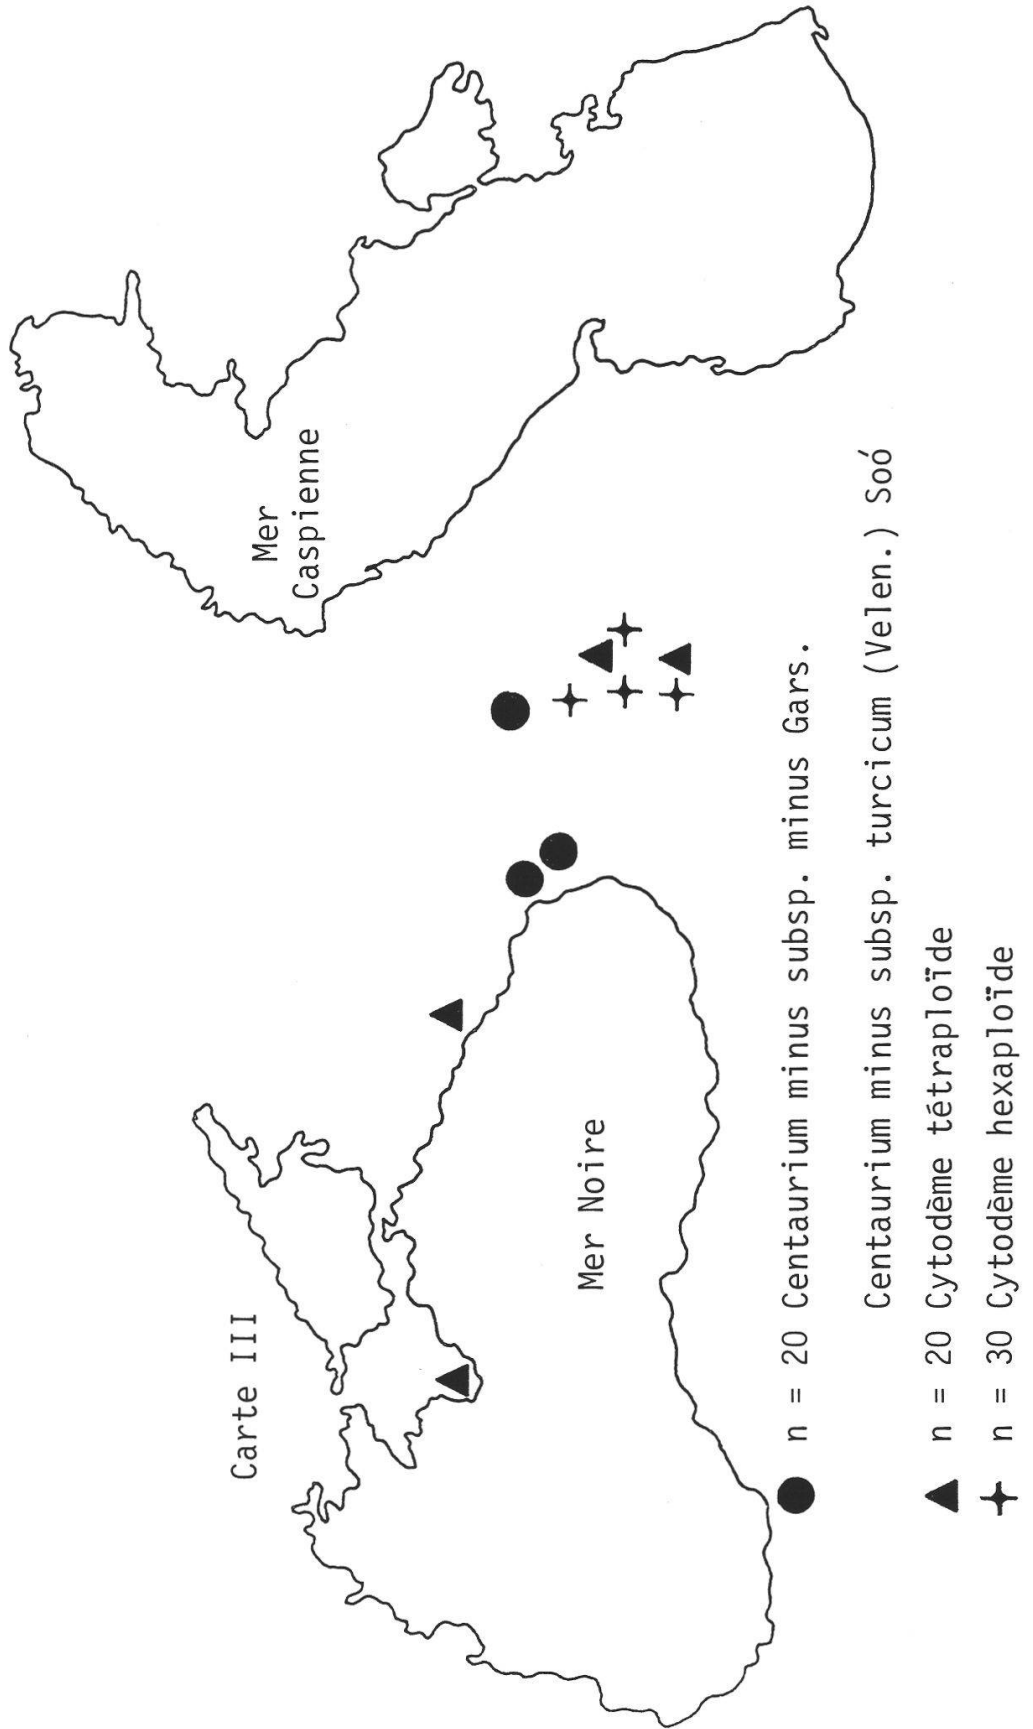 Carte III
Mer
Caspienne
Mer Noire
n = 20 Centaurium minus subsp. minus Gars.
Centaurium minus subsp. turcicum (Velen.) Soó
n = 20 Cytodème tétraploïde
n = 30 Cytodème hexaploïde